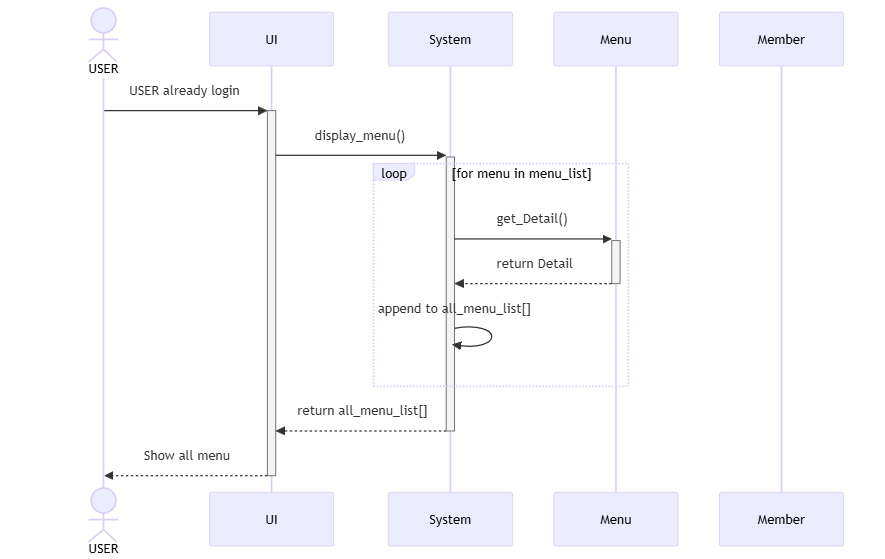 USER
UI
System
Menu
Member
USER already login
display_menu()
loop
[for menu in menu_list]
get_Detail()
return Detail
append to all_menu_list[]
return all_menu_list[]
Show all menu
USER
UI
System
Menu
Member